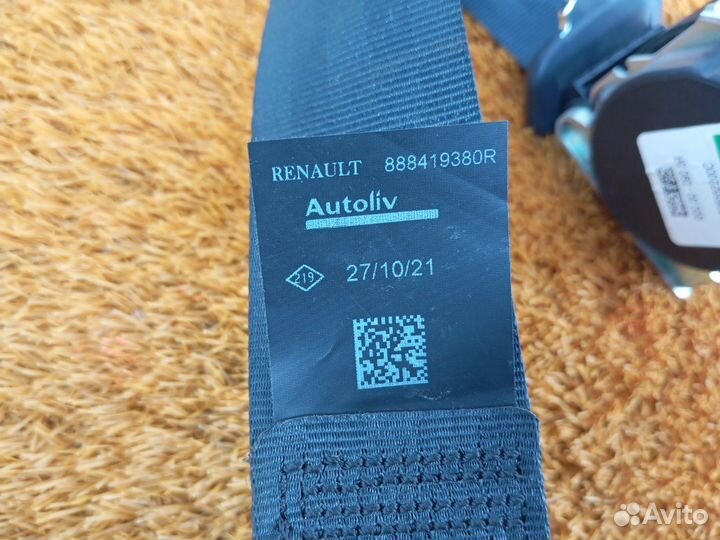 RENAULT 888419380R
Autoliv
219 27/10/21
Avito